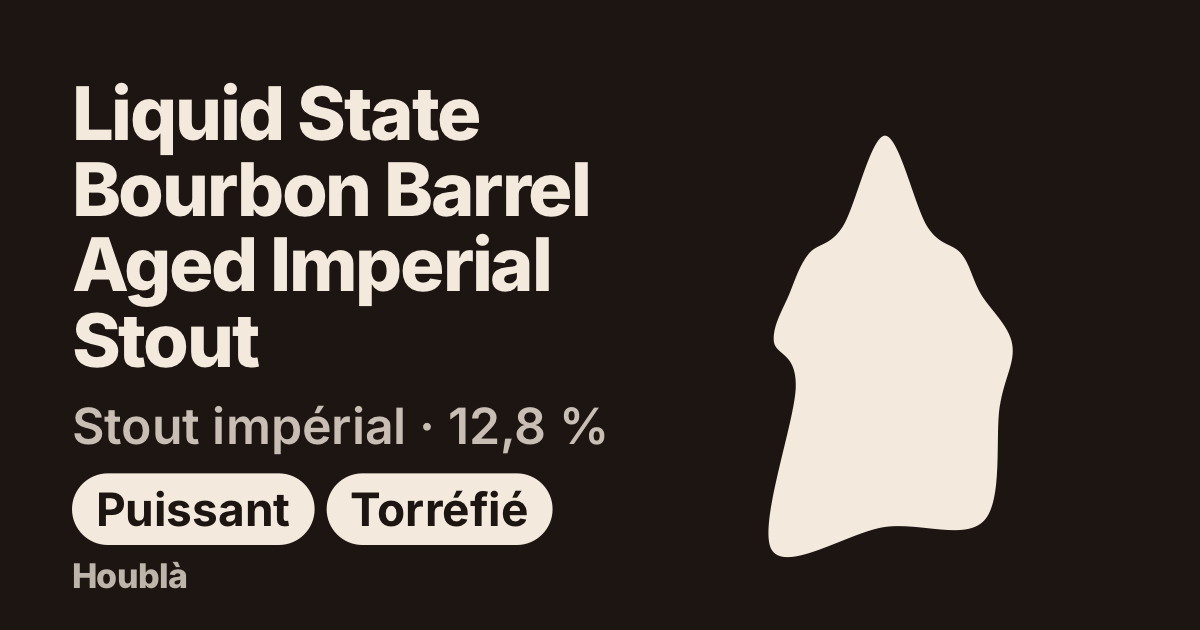 Liquid State
Bourbon Barrel
Aged Imperial
Stout
Stout impérial · 12,8 %
Puissant Torréfié
Houblà